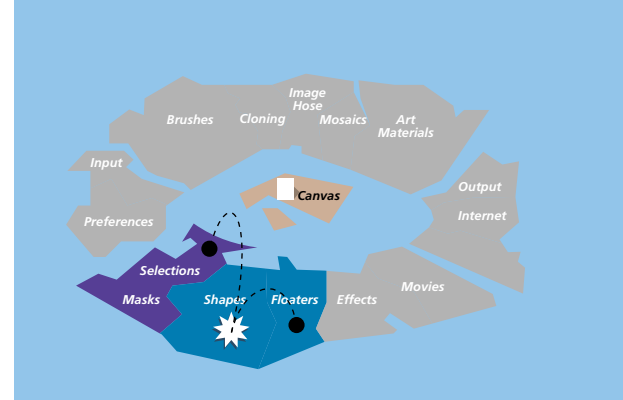 Image
Hose
Brushes
Cloning
Mosaics
Art
Materials
Input
Output
Canvas
Preferences
Internet
Selections
Masks
Shapes
Floaters
Effects
Movies